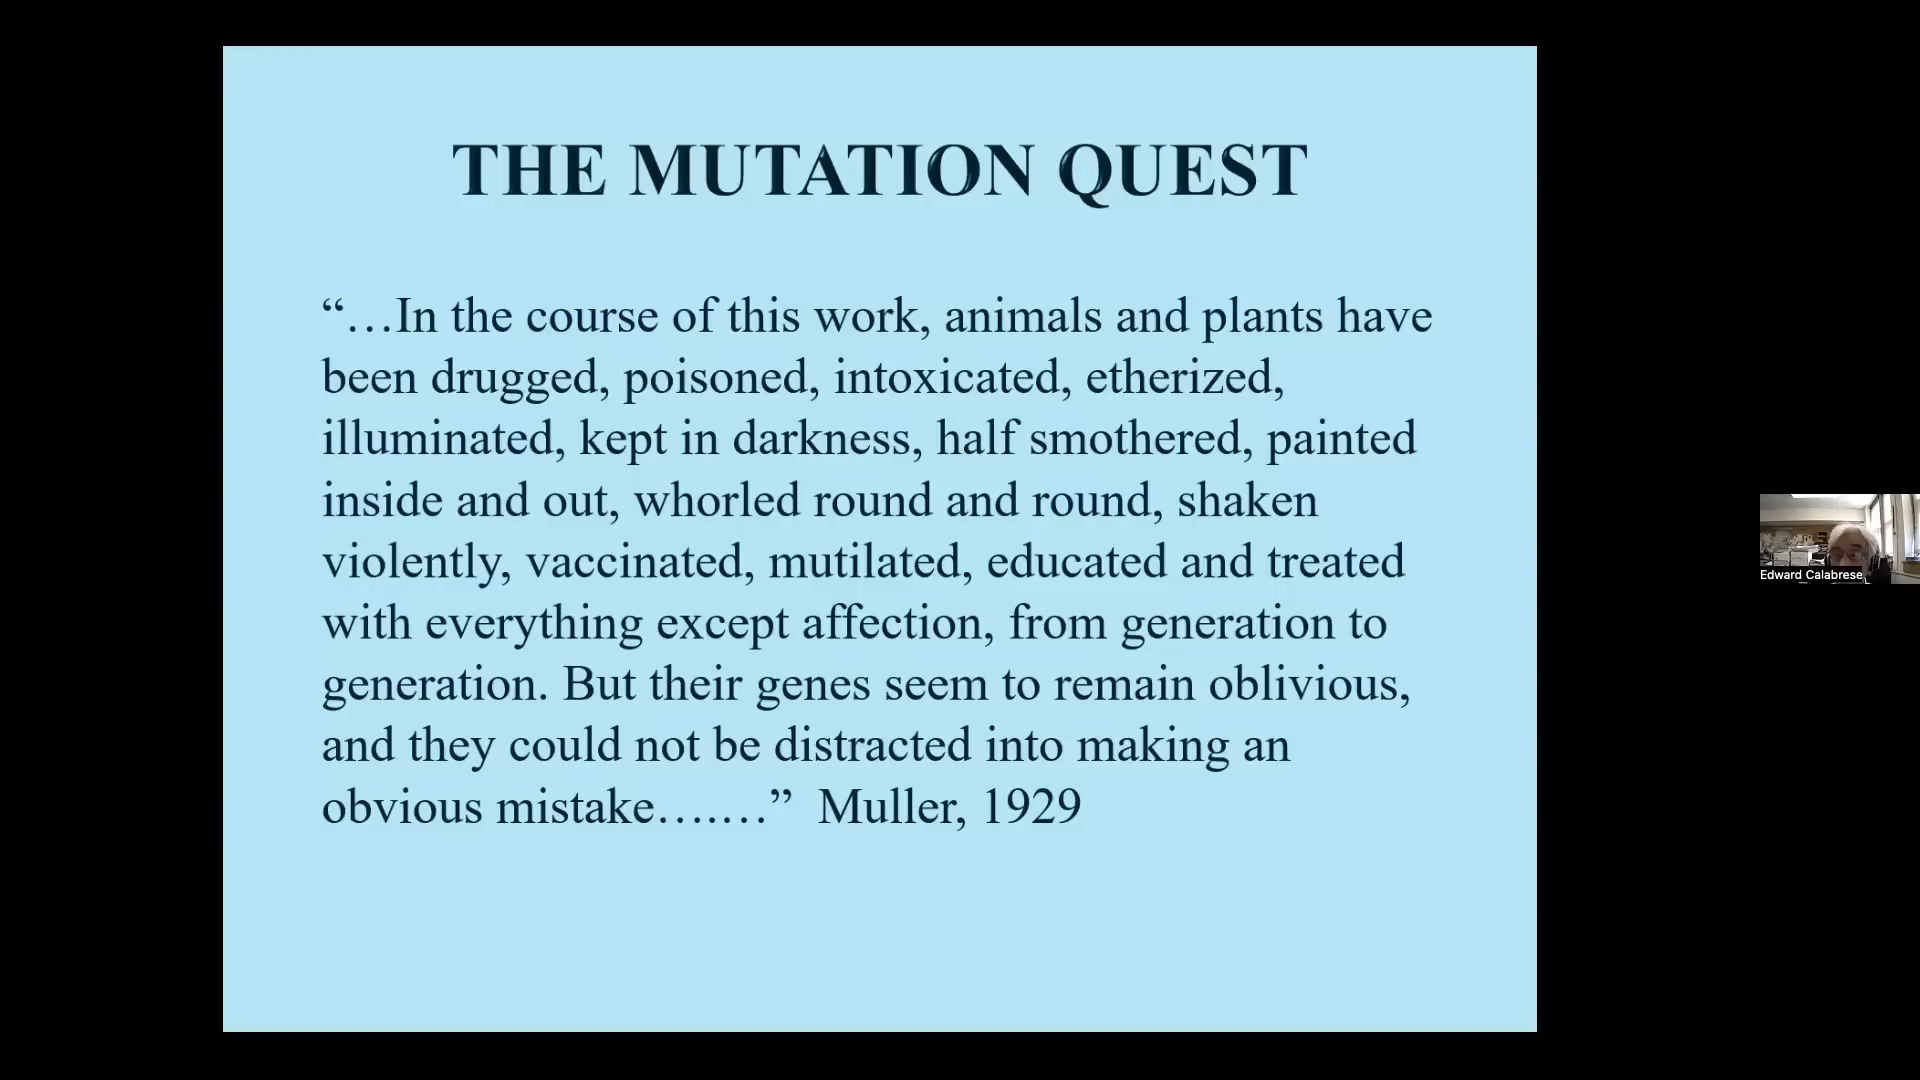 THE MUTATION QUEST
“…In the course of this work, animals and plants have
been drugged, poisoned, intoxicated, etherized,
illuminated, kept in darkness, half smothered, painted
inside and out, whorled round and round, shaken
violently, vaccinated, mutilated, educated and treated
with everything except affection, from generation to
generation. But their genes seem to remain oblivious,
and they could not be distracted into making an
obvious mistake….…” Muller, 1929
Edward Calabrese